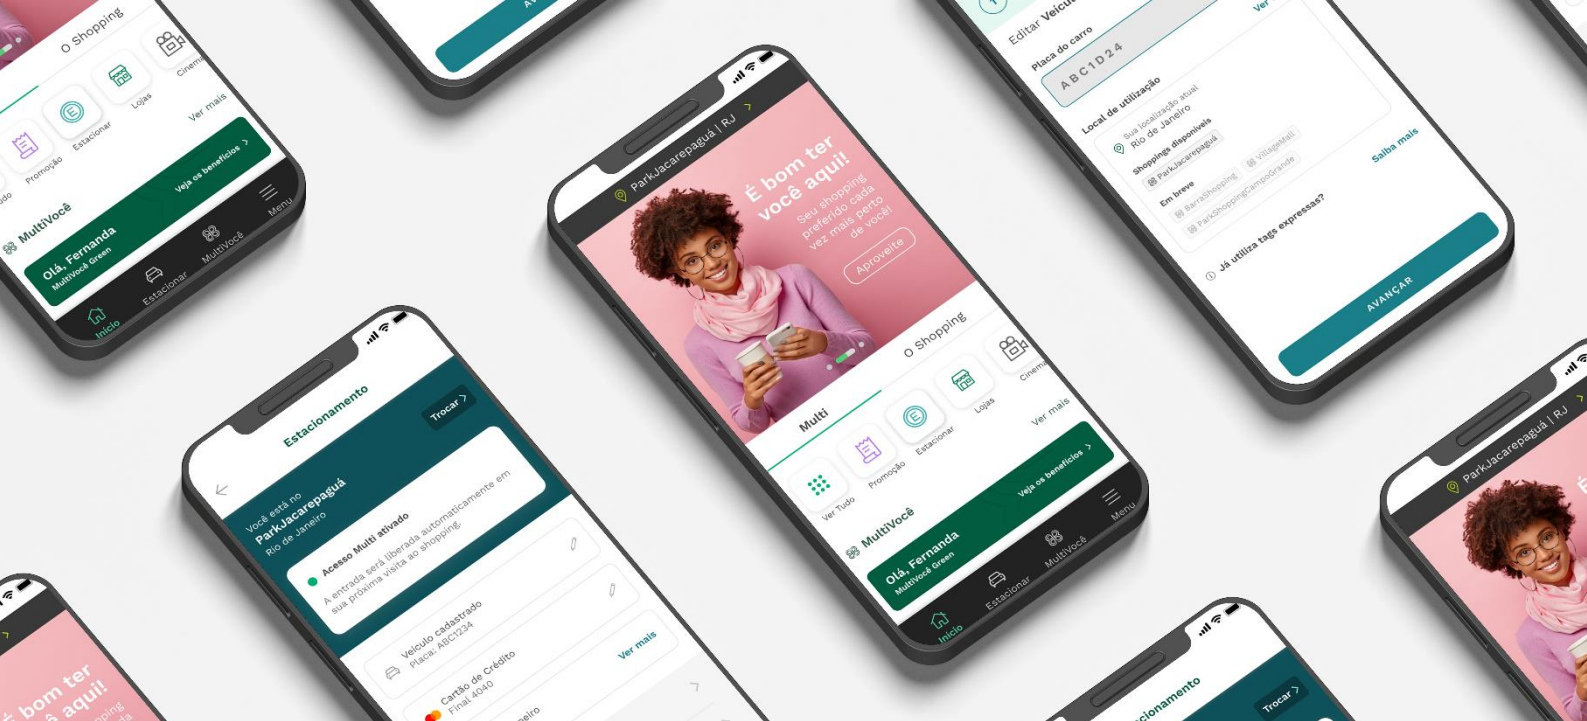 O Shopping
Cinema
Lojas
Estacionar
Promoção
Ver mais
MultiVocê
Veja os benefícios
Olá, Fernanda
MultiVocê Green
Início
Estacionar
MultiVocê
Menu
Estacionamento
Trocar
Você está no
ParkJacarepaguá
Rio de Janeiro
Acesso Multi ativado
A entrada será liberada automaticamente em
sua próxima visita ao shopping.
Veículo cadastrado
Placa: ABC1234
Cartão de Crédito
Final 4040
Ver mais
ParkJacarepaguá | RJ
É bom ter
você aqui!
Seu shopping
preferido cada
vez mais perto
de você!
Aproveite
Multi
O Shopping
Ver Tudo
Promoção
Estacionar
Lojas
Cinema
Ver mais
MultiVocê
Veja os benefícios
Olá, Fernanda
MultiVocê Green
Início
Estacionar
MultiVocê
Menu
Editar Veícu
Placa do carro
ABC1D24
Local de utilização
Sua localização atual
Rio de Janeiro
Shoppings disponíveis
ParkJacarepaguá
VillageMall
Em breve
BarraShopping
ParkShoppingCampoGrande
Saiba mais
Já utiliza tags expressas?
AVANÇAR
ParkJacarepaguá | RJ
bom ter
aqui!
cionamento
Trocar